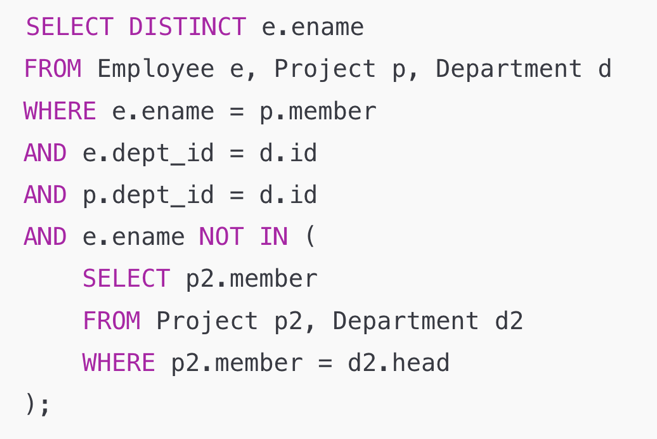 SELECT DISTINCT e.ename
FROM Employee e, Project p, Department d
WHERE e.ename = p.member
AND e.dept_id = d.id
AND p.dept_id = d.id
AND e.ename NOT IN (
    SELECT p2.member
    FROM Project p2, Department d2
    WHERE p2.member = d2.head
);